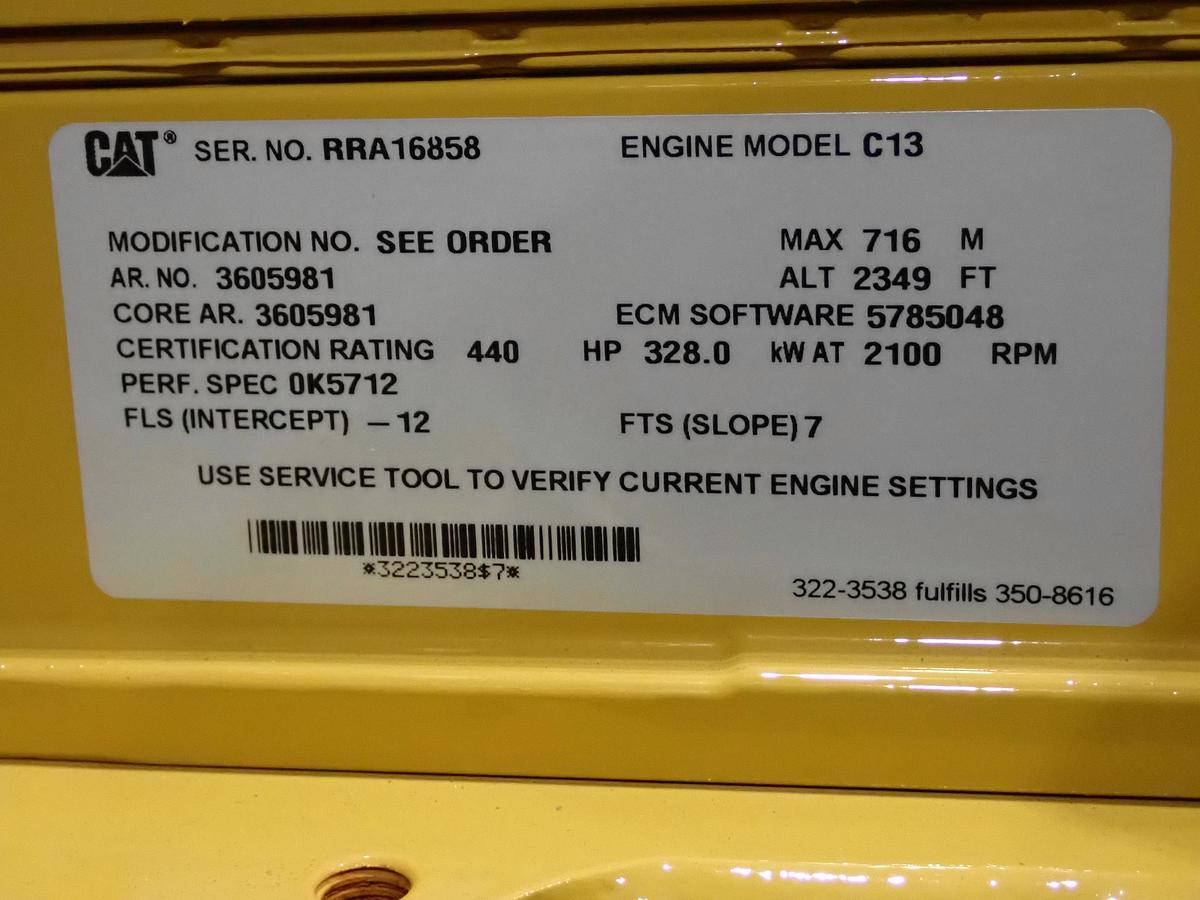 CAT® SER. NO. RRA16858 ENGINE MODEL C13
MODIFICATION NO. SEE ORDER MAX 716 M
AR. NO. 3605981 ALT 2349 FT
CORE AR. 3605981 ECM SOFTWARE 5785048
CERTIFICATION RATING 440 HP 328.0 kW AT 2100 RPM
PERF. SPEC 0K5712
FLS (INTERCEPT) –12 FTS (SLOPE) 7
USE SERVICE TOOL TO VERIFY CURRENT ENGINE SETTINGS
*3223538$7*
322-3538 fulfills 350-8616